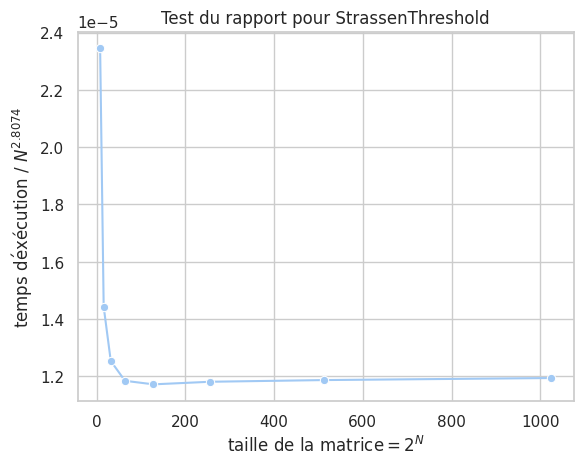 Test du rapport pour StrassenThreshold
1e−5
2.4
2.2
2.0
1.8
1.6
1.4
1.2
temps déxécution / $N^{2.8074}$
0 200 400 600 800 1000
taille de la matrice = $2^N$